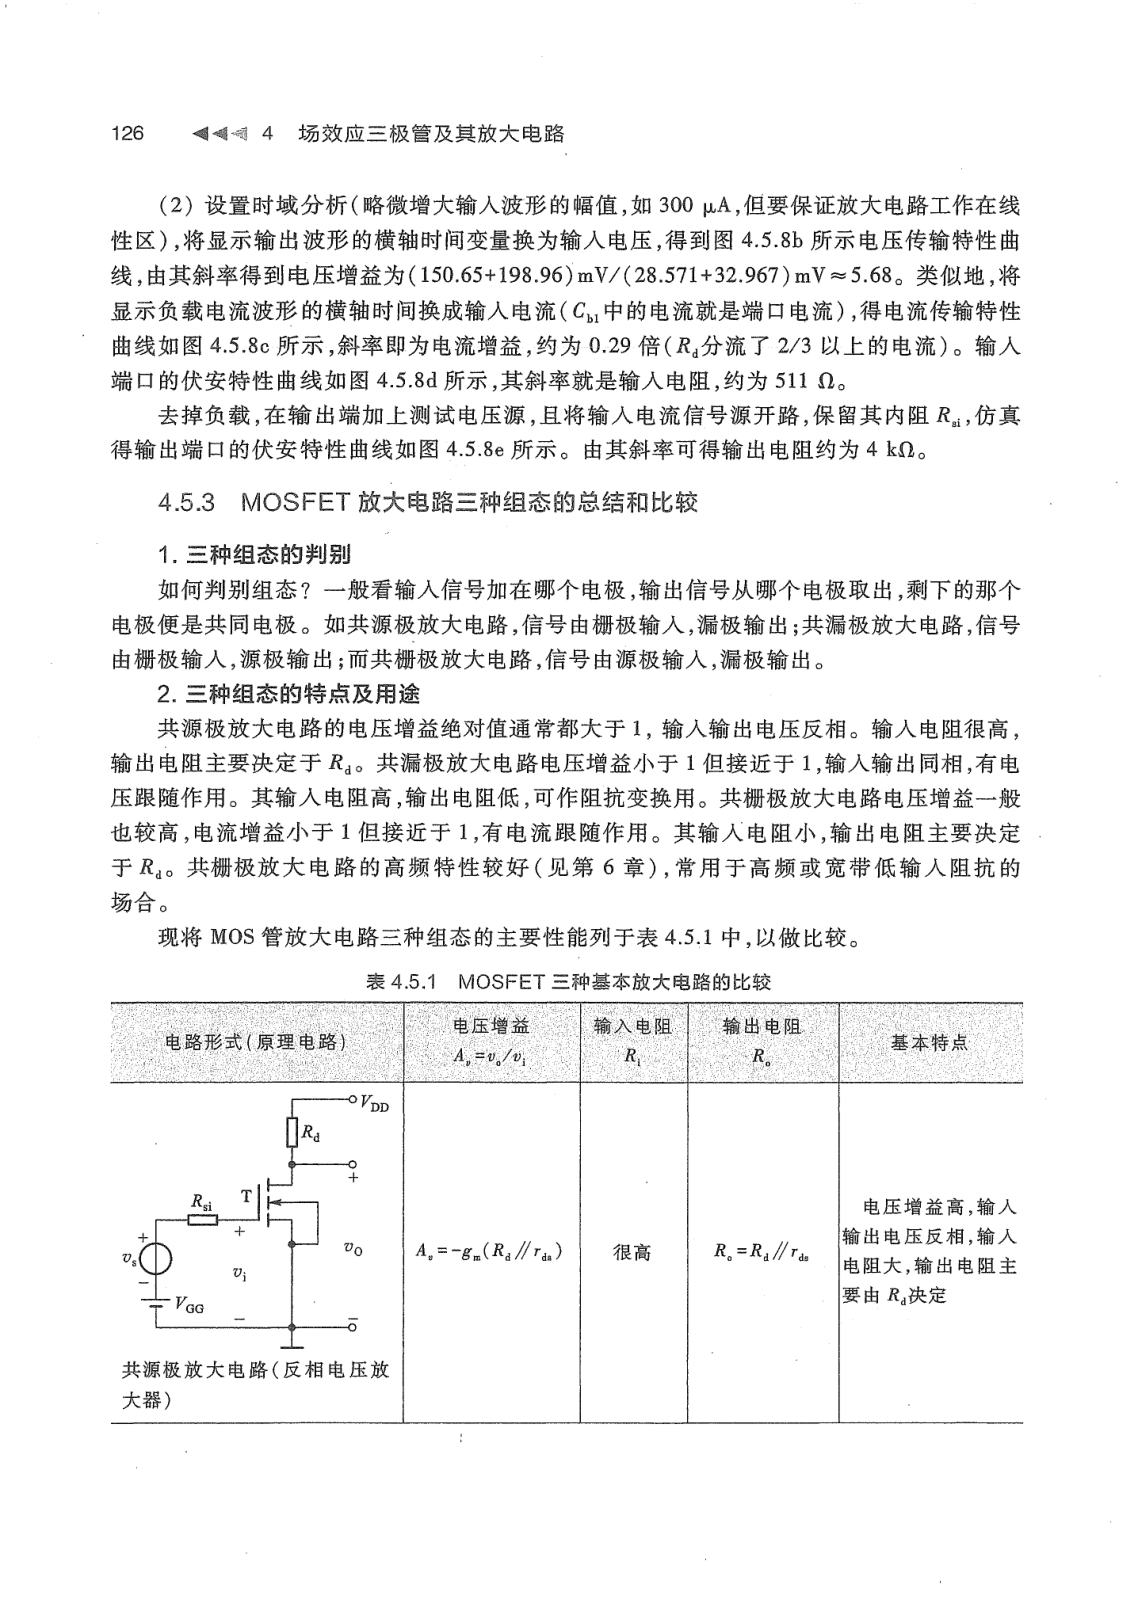 126 4 场效应三极管及其放大电路
(2) 设置时域分析(略微增大输入波形的幅值,如 300 μA,但要保证放大电路工作在线
性区),将显示输出波形的横轴时间变量换为输入电压,得到图 4.5.8b 所示电压传输特性曲
线,由其斜率得到电压增益为(150.65+198.96)mV/(28.571+32.967)mV≈5.68。类似地,将
显示负载电流波形的横轴时间换成输入电流(Cb1中的电流就是端口电流),得电流传输特性
曲线如图 4.5.8c 所示,斜率即为电流增益,约为 0.29 倍(Rd分流了 2/3 以上的电流)。输入
端口的伏安特性曲线如图 4.5.8d 所示,其斜率就是输入电阻,约为 511 Ω。
去掉负载,在输出端加上测试电压源,且将输入电流信号源开路,保留其内阻 Rsi,仿真
得输出端口的伏安特性曲线如图 4.5.8e 所示。由其斜率可得输出电阻约为 4 kΩ。
4.5.3 MOSFET 放大电路三种组态的总结和比较
1. 三种组态的判别
如何判别组态?一般看输入信号加在哪个电极,输出信号从哪个电极取出,剩下的那个
电极便是共同电极。如共源极放大电路,信号由栅极输入,漏极输出;共漏极放大电路,信号
由栅极输入,源极输出;而共栅极放大电路,信号由源极输入,漏极输出。
2. 三种组态的特点及用途
共源极放大电路的电压增益绝对值通常都大于 1, 输入输出电压反相。输入电阻很高,
输出电阻主要决定于 Rd。共漏极放大电路电压增益小于 1 但接近于 1,输入输出同相,有电
压跟随作用。其输入电阻高,输出电阻低,可作阻抗变换用。共栅极放大电路电压增益一般
也较高,电流增益小于 1 但接近于 1,有电流跟随作用。其输入电阻小,输出电阻主要决定
于 Rd。共栅极放大电路的高频特性较好(见第 6 章),常用于高频或宽带低输入阻抗的
场合。
现将 MOS 管放大电路三种组态的主要性能列于表 4.5.1 中,以做比较。
表 4.5.1 MOSFET 三种基本放大电路的比较
电路形式(原理电路)
电压增益
Av=vo/vi
输入电阻
Ri
输出电阻
Ro
基本特点
VDD
Rd
+
Rsi
T
+
+
vs
vi
vO
−
VGG
−
−
共源极放大电路(反相电压放
大器)
Av=-gm(Rd∥rds)
很高
Ro=Rd∥rds
电压增益高,输入
输出电压反相,输入
电阻大,输出电阻主
要由 Rd决定